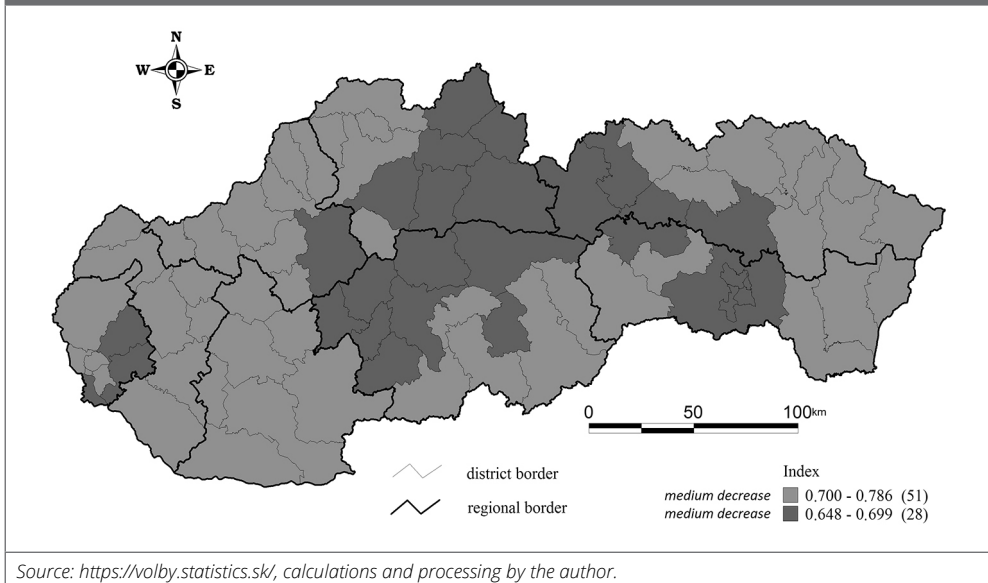 N
W E
S
0 50 100km
district border
regional border
Index
medium decrease 0.700 - 0.786 (51)
medium decrease 0.648 - 0.699 (28)
Source: https://volby.statistics.sk/, calculations and processing by the author.